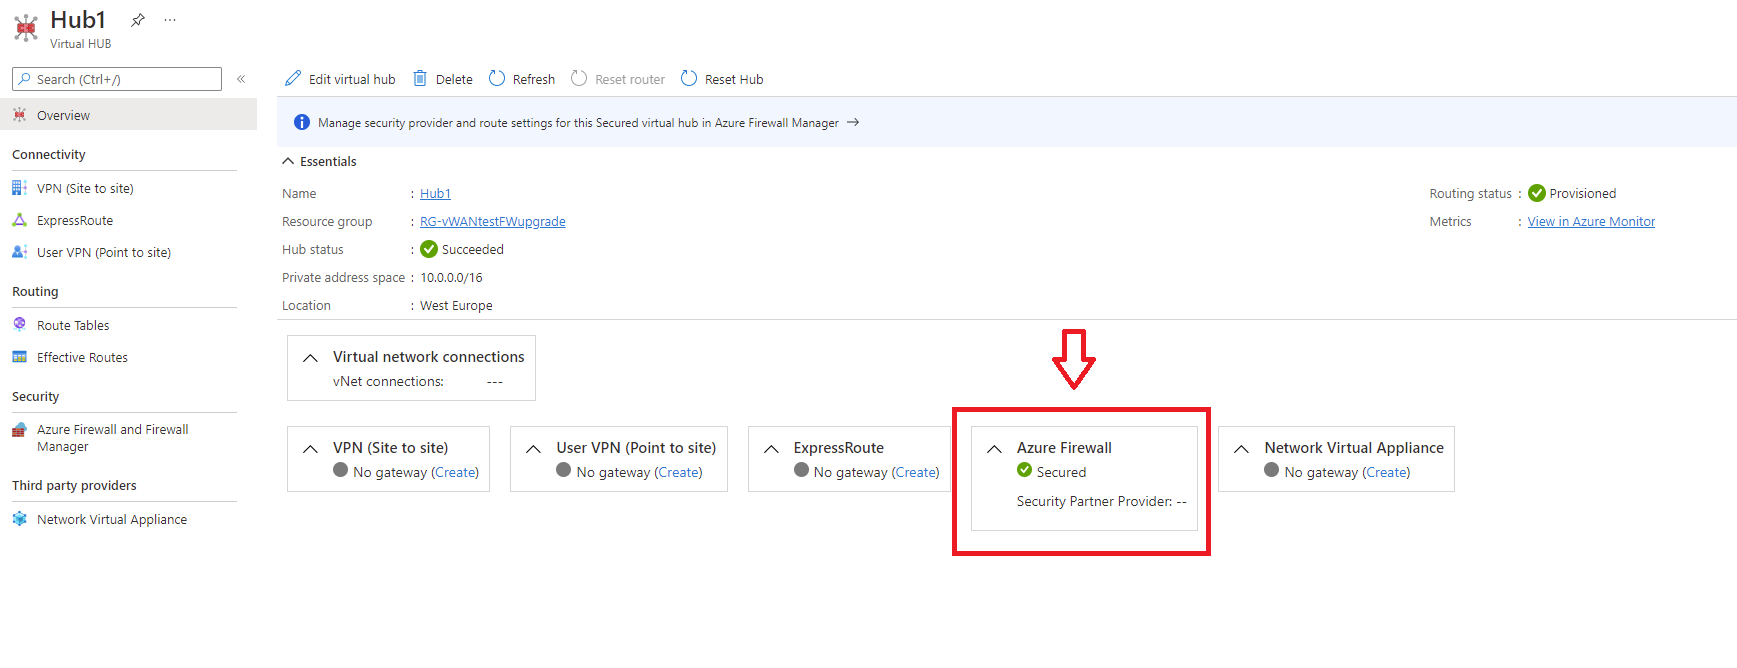 Hub1
Virtual HUB
Search (Ctrl+/)
Overview
Connectivity
VPN (Site to site)
ExpressRoute
User VPN (Point to site)
Routing
Route Tables
Effective Routes
Security
Azure Firewall and Firewall
Manager
Third party providers
Network Virtual Appliance
Edit virtual hub Delete Refresh Reset router Reset Hub
Manage security provider and route settings for this Secured virtual hub in Azure Firewall Manager →
Essentials
Name : Hub1
Resource group : RG-vWANtestFWupgrade
Hub status : Succeeded
Private address space : 10.0.0.0/16
Location : West Europe
Routing status : Provisioned
Metrics : View in Azure Monitor
Virtual network connections
vNet connections: ---
VPN (Site to site)
No gateway (Create)
User VPN (Point to site)
No gateway (Create)
ExpressRoute
No gateway (Create)
Azure Firewall
Secured
Security Partner Provider: --
Network Virtual Appliance
No gateway (Create)